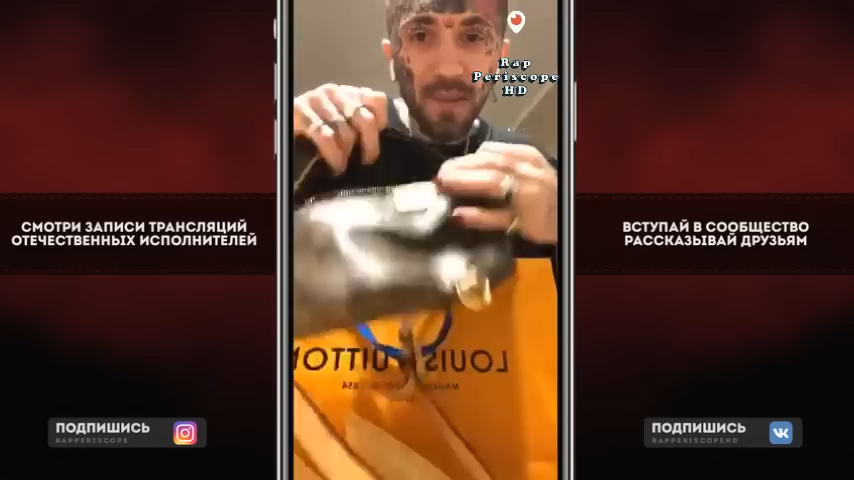 Rap
Periscope
HD
СМОТРИ ЗАПИСИ ТРАНСЛЯЦИЙ
ОТЕЧЕСТВЕННЫХ ИСПОЛНИТЕЛЕЙ
ВСТУПАЙ В СООБЩЕСТВО
РАССКАЗЫВАЙ ДРУЗЬЯМ
LOUIS VUITTON
ПОДПИШИСЬ
RAPPERISCOPE
ПОДПИШИСЬ
RAPPERISCOPEHD